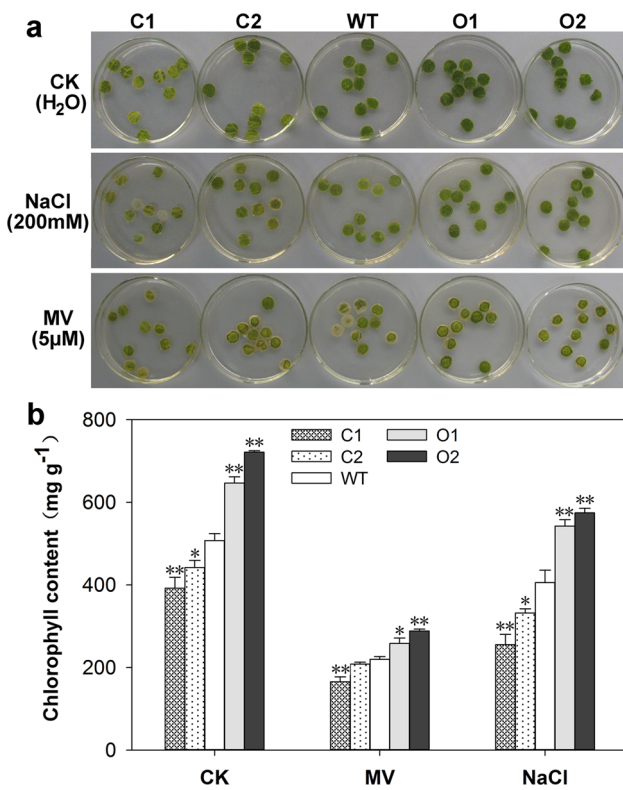 a
C1 C2 WT O1 O2
CK
(H₂O)
NaCl
(200mM)
MV
(5μM)
b
Chlorophyll content (mg g⁻¹)
800
600
400
200
0
C1
C2
WT
O1
O2
** * ** **
** * **
** * ** **
CK MV NaCl